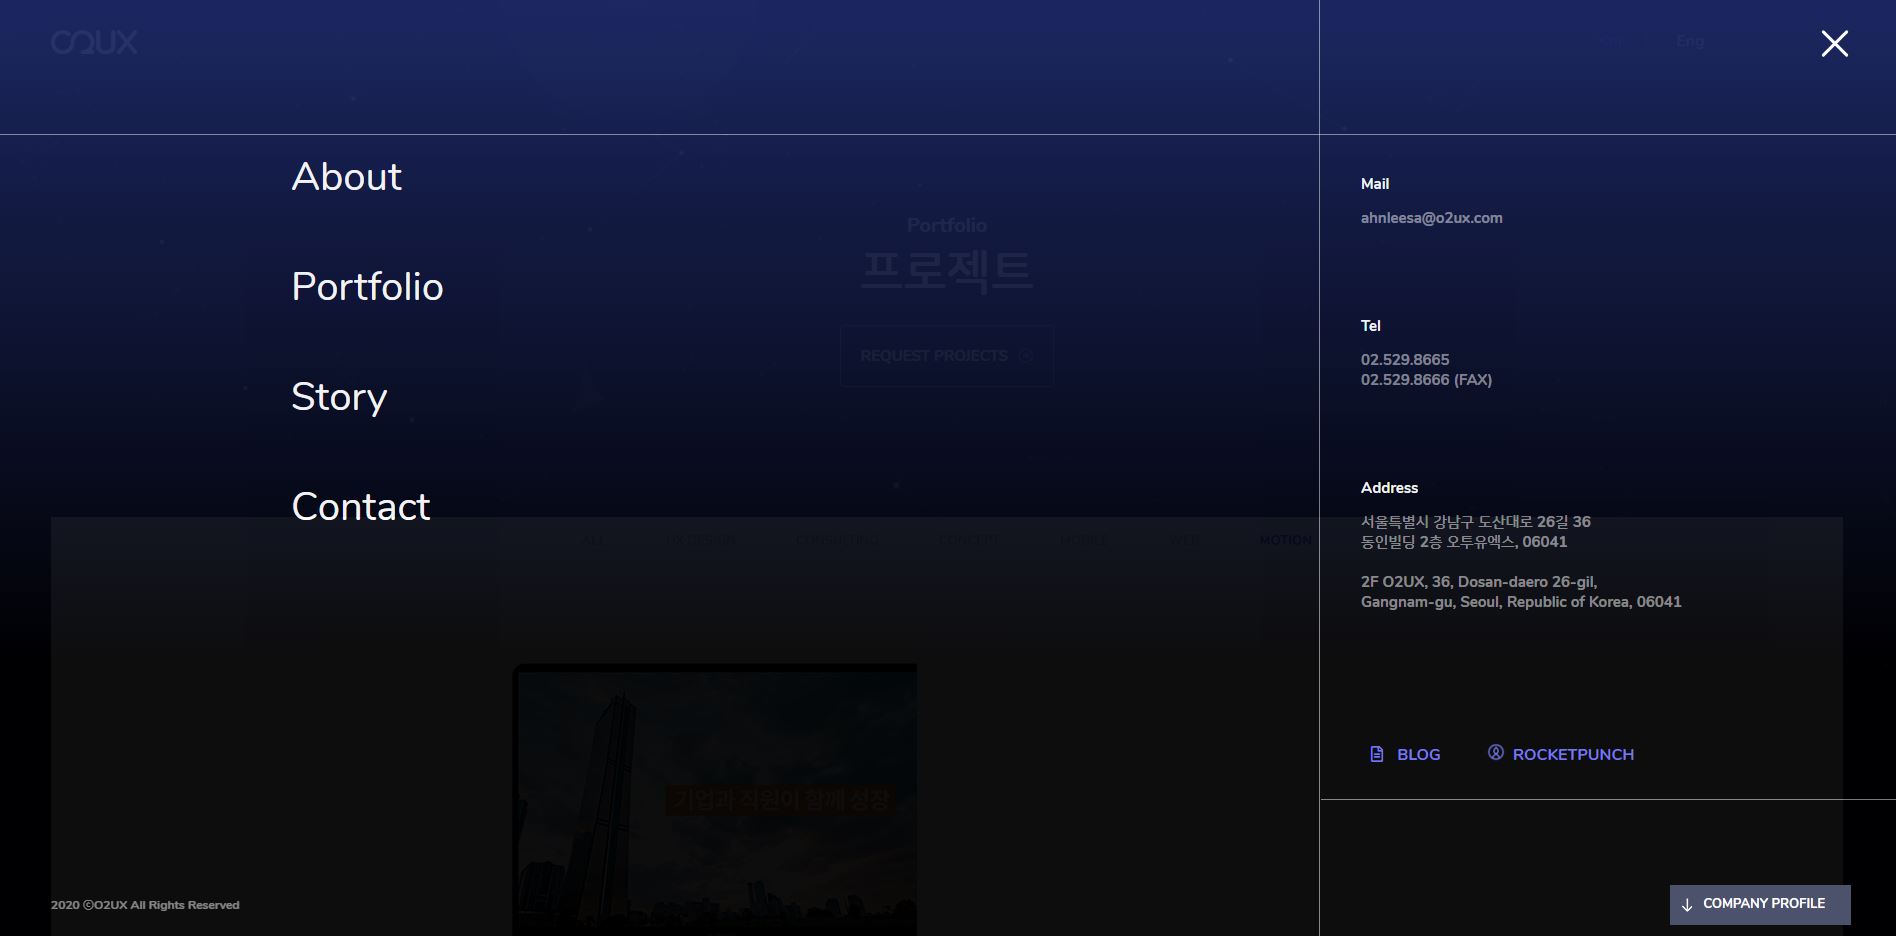 O2UX
Kor
Eng
About
Portfolio
Story
Contact
Portfolio
프로젝트
REQUEST PROJECTS
ALL
UX DESIGN
CONSULTING
CONCEPT
MOBILE
WEB
MOTION
기업과 직원이 함께 성장
Mail
ahnleesa@o2ux.com
Tel
02.529.8665
02.529.8666 (FAX)
Address
서울특별시 강남구 도산대로 26길 36
동인빌딩 2층 오투유엑스, 06041
2F O2UX, 36, Dosan-daero 26-gil,
Gangnam-gu, Seoul, Republic of Korea, 06041
BLOG
ROCKETPUNCH
2020 ⓒO2UX All Rights Reserved
COMPANY PROFILE